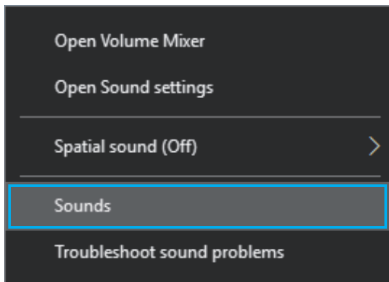 Open Volume Mixer
Open Sound settings
Spatial sound (Off)
Sounds
Troubleshoot sound problems